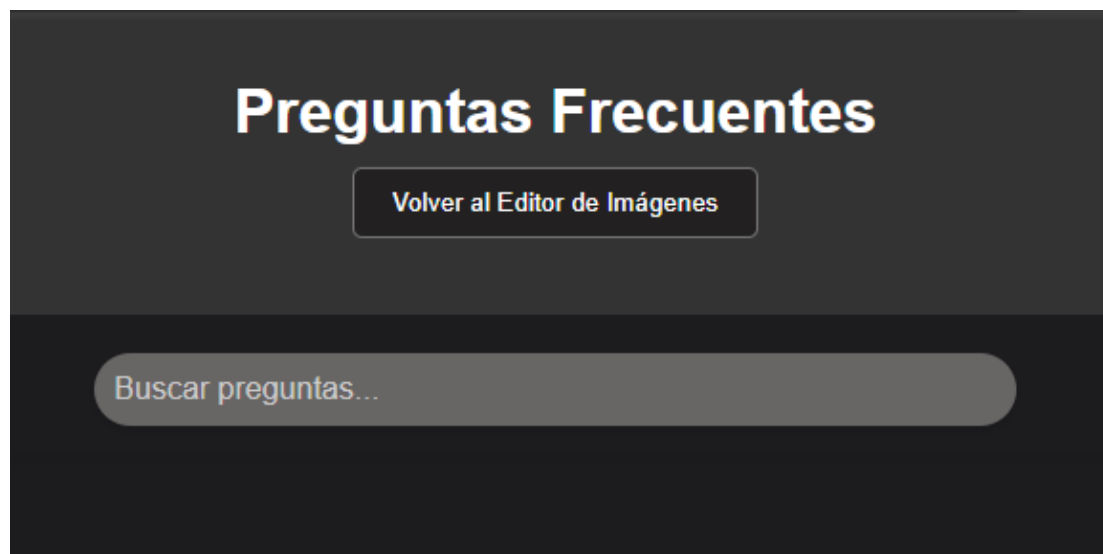 Preguntas Frecuentes
Volver al Editor de Imágenes
Buscar preguntas...